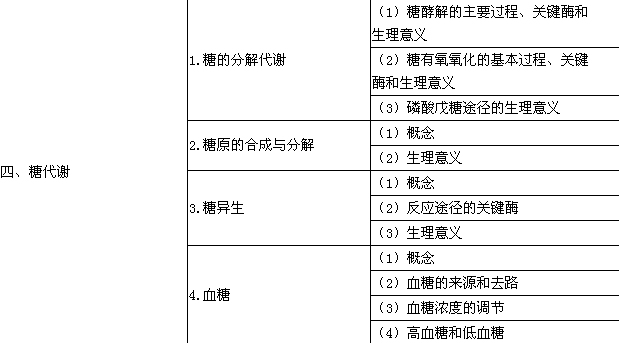 四、糖代谢
1.糖的分解代谢
（1）糖酵解的主要过程、关键酶和
生理意义
（2）糖有氧氧化的基本过程、关键
酶和生理意义
（3）磷酸戊糖途径的生理意义
2.糖原的合成与分解
（1）概念
（2）生理意义
3.糖异生
（1）概念
（2）反应途径的关键酶
（3）生理意义
4.血糖
（1）概念
（2）血糖的来源和去路
（3）血糖浓度的调节
（4）高血糖和低血糖